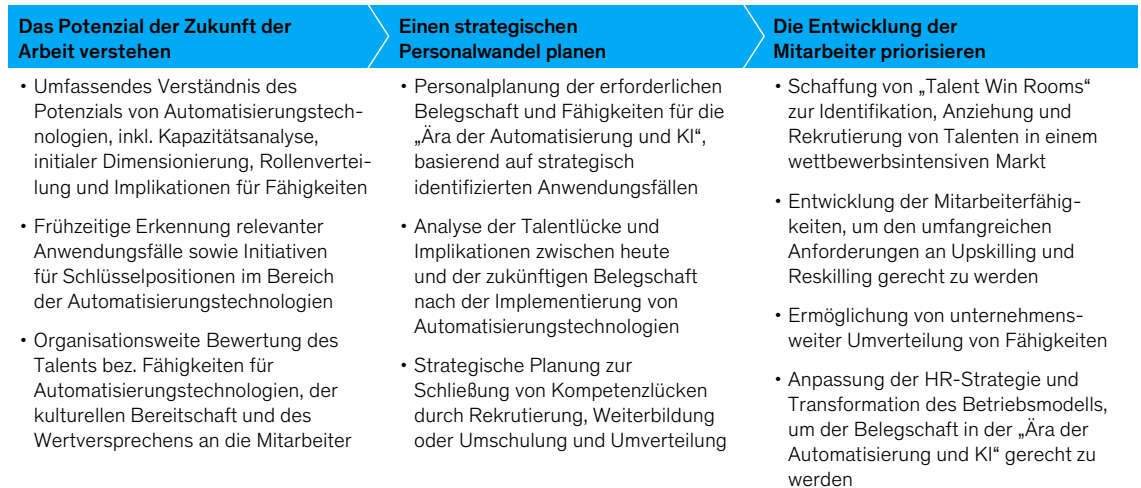 Das Potenzial der Zukunft der
Arbeit verstehen
• Umfassendes Verständnis des
Potenzials von Automatisierungstech-
nologien, inkl. Kapazitätsanalyse,
initialer Dimensionierung, Rollenvertei-
lung und Implikationen für Fähigkeiten
• Frühzeitige Erkennung relevanter
Anwendungsfälle sowie Initiativen
für Schlüsselpositionen im Bereich
der Automatisierungstechnologien
• Organisationsweite Bewertung des
Talents bez. Fähigkeiten für
Automatisierungstechnologien, der
kulturellen Bereitschaft und des
Wertversprechens an die Mitarbeiter
Einen strategischen
Personalwandel planen
• Personalplanung der erforderlichen
Belegschaft und Fähigkeiten für die
„Ära der Automatisierung und KI“,
basierend auf strategisch
identifizierten Anwendungsfällen
• Analyse der Talentlücke und
Implikationen zwischen heute
und der zukünftigen Belegschaft
nach der Implementierung von
Automatisierungstechnologien
• Strategische Planung zur
Schließung von Kompetenzlücken
durch Rekrutierung, Weiterbildung
oder Umschulung und Umverteilung
Die Entwicklung der
Mitarbeiter priorisieren
• Schaffung von „Talent Win Rooms“
zur Identifikation, Anziehung und
Rekrutierung von Talenten in einem
wettbewerbsintensiven Markt
• Entwicklung der Mitarbeiterfähig-
keiten, um den umfangreichen
Anforderungen an Upskilling und
Reskilling gerecht zu werden
• Ermöglichung von unternehmens-
weiter Umverteilung von Fähigkeiten
• Anpassung der HR-Strategie und
Transformation des Betriebsmodells,
um der Belegschaft in der „Ära der
Automatisierung und KI“ gerecht zu
werden